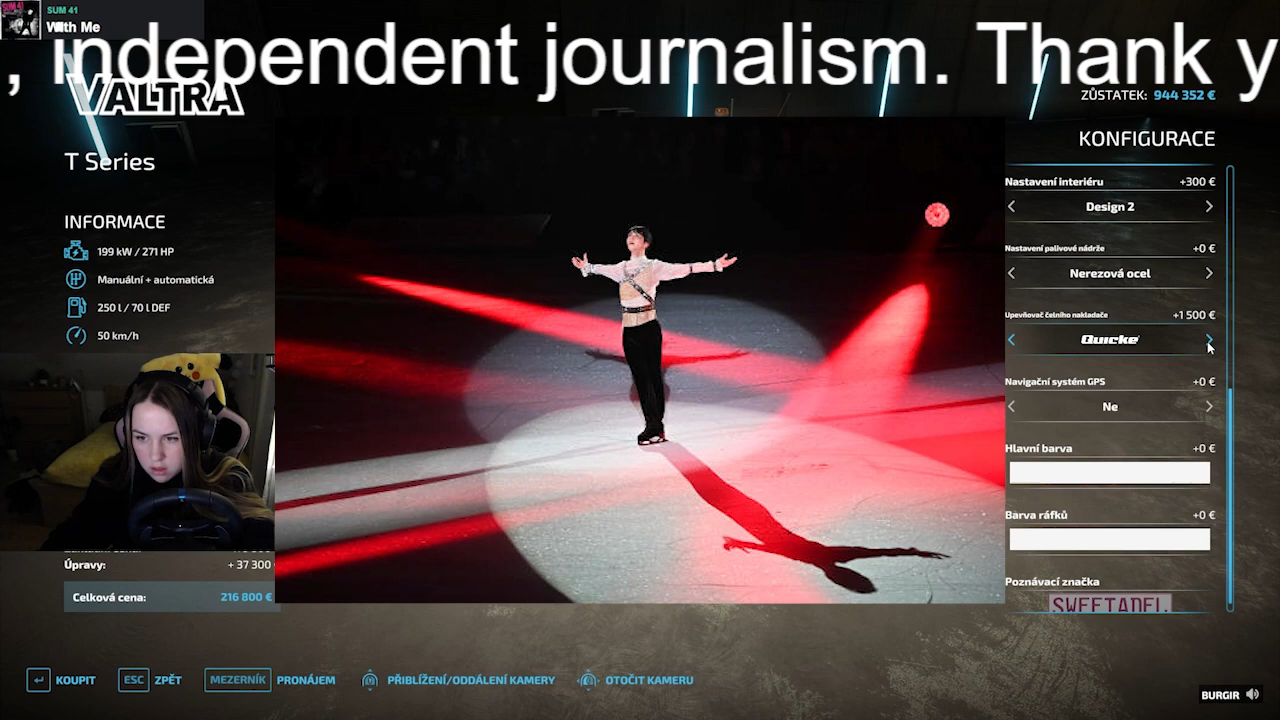 SUM 41
With Me
, independent journalism. Thank y
VALTRA
ZŮSTATEK: 944 352 €
KONFIGURACE
T Series
INFORMACE
199 kW / 271 HP
Manuální + automatická
250 l / 70 l DEF
50 km/h
Úpravy: + 37 300
Celková cena: 216 800 €
Nastavení interiéru +300 €
Design 2
Nastavení palivové nádrže +0 €
Nerezová ocel
Upevňovač čelního nakladače +1 500 €
Quicke
Navigační systém GPS +0 €
Ne
Hlavní barva +0 €
Barva ráfků +0 €
Poznávací značka
SWEETADEL
KOUPIT
ESC ZPĚT
MEZERNÍK PRONÁJEM
PŘIBLÍŽENÍ/ODDÁLENÍ KAMERY
OTOČIT KAMERU
BURGIR